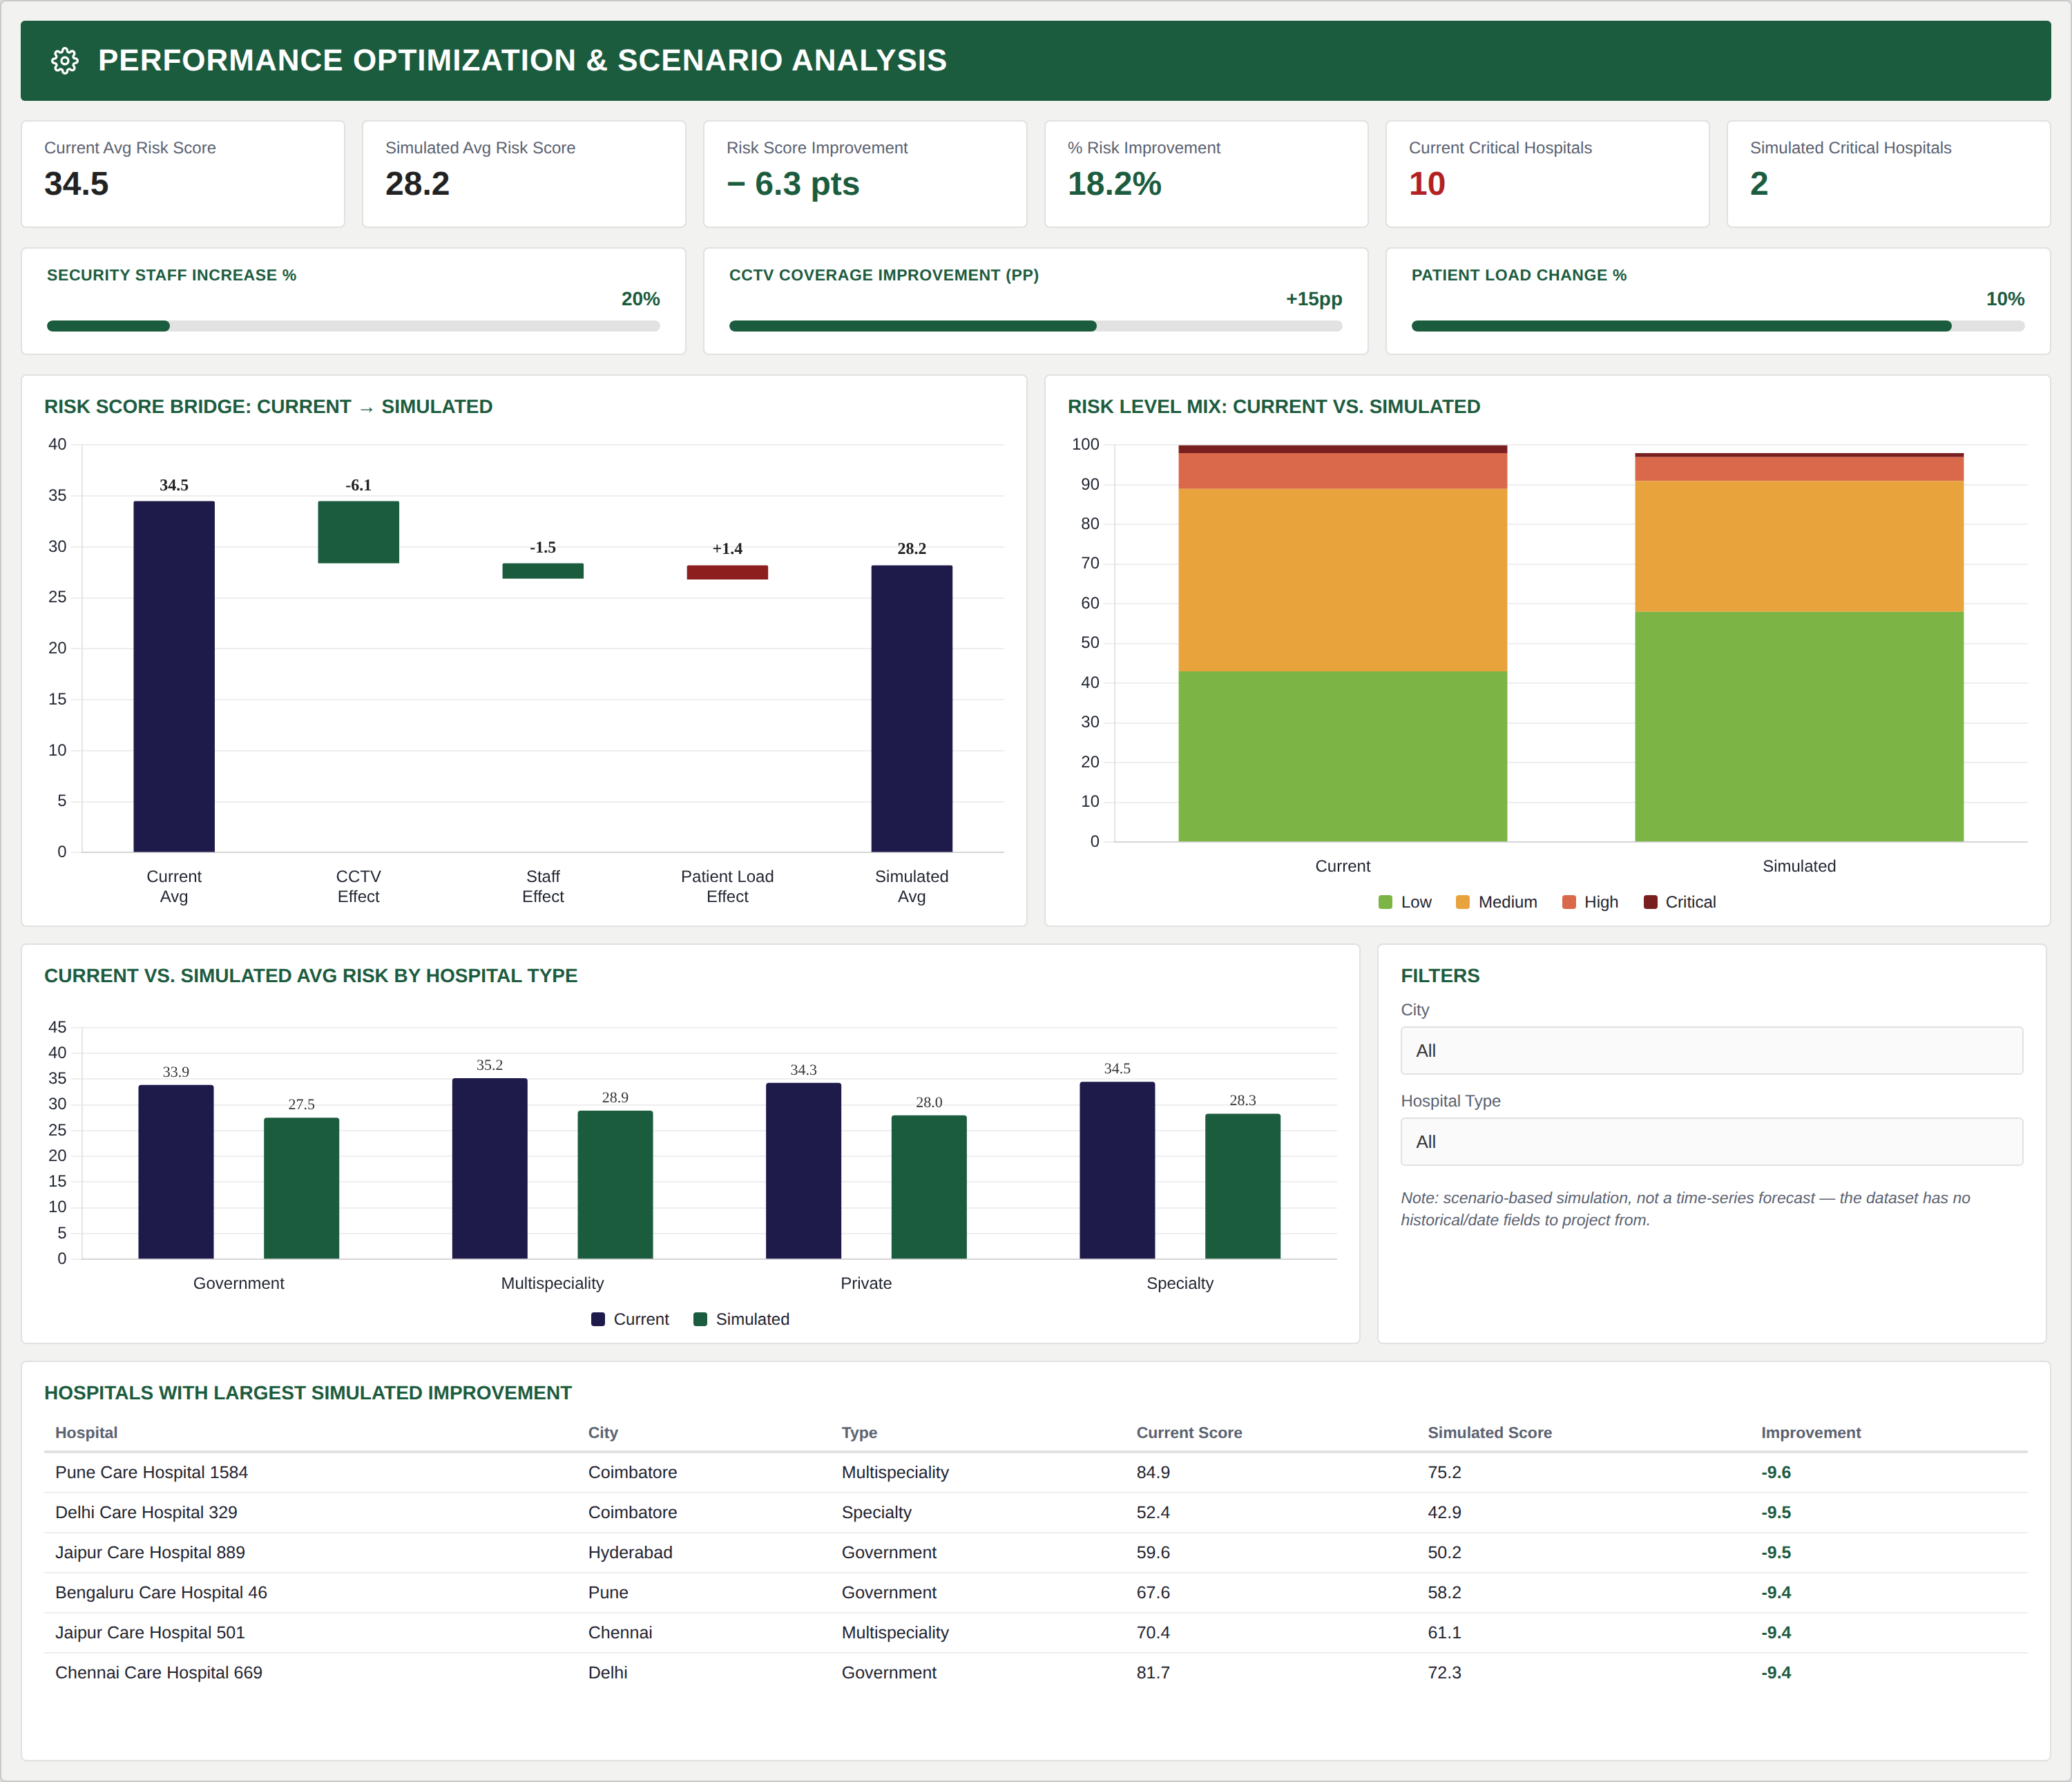 PERFORMANCE OPTIMIZATION & SCENARIO ANALYSIS
Current Avg Risk Score
34.5
Simulated Avg Risk Score
28.2
Risk Score Improvement
− 6.3 pts
% Risk Improvement
18.2%
Current Critical Hospitals
10
Simulated Critical Hospitals
2
SECURITY STAFF INCREASE %
20%
CCTV COVERAGE IMPROVEMENT (PP)
+15pp
PATIENT LOAD CHANGE %
10%
RISK SCORE BRIDGE: CURRENT → SIMULATED
40
35
30
25
20
15
10
5
0
34.5
-6.1
-1.5
+1.4
28.2
Current
Avg
CCTV
Effect
Staff
Effect
Patient Load
Effect
Simulated
Avg
RISK LEVEL MIX: CURRENT VS. SIMULATED
100
90
80
70
60
50
40
30
20
10
0
Current
Simulated
Low
Medium
High
Critical
CURRENT VS. SIMULATED AVG RISK BY HOSPITAL TYPE
45
40
35
30
25
20
15
10
5
0
33.9
27.5
35.2
28.9
34.3
28.0
34.5
28.3
Government
Multispeciality
Private
Specialty
Current
Simulated
FILTERS
City
All
Hospital Type
All
Note: scenario-based simulation, not a time-series forecast — the dataset has no
historical/date fields to project from.
HOSPITALS WITH LARGEST SIMULATED IMPROVEMENT
Hospital City Type Current Score Simulated Score Improvement
Pune Care Hospital 1584 Coimbatore Multispeciality 84.9 75.2 -9.6
Delhi Care Hospital 329 Coimbatore Specialty 52.4 42.9 -9.5
Jaipur Care Hospital 889 Hyderabad Government 59.6 50.2 -9.5
Bengaluru Care Hospital 46 Pune Government 67.6 58.2 -9.4
Jaipur Care Hospital 501 Chennai Multispeciality 70.4 61.1 -9.4
Chennai Care Hospital 669 Delhi Government 81.7 72.3 -9.4